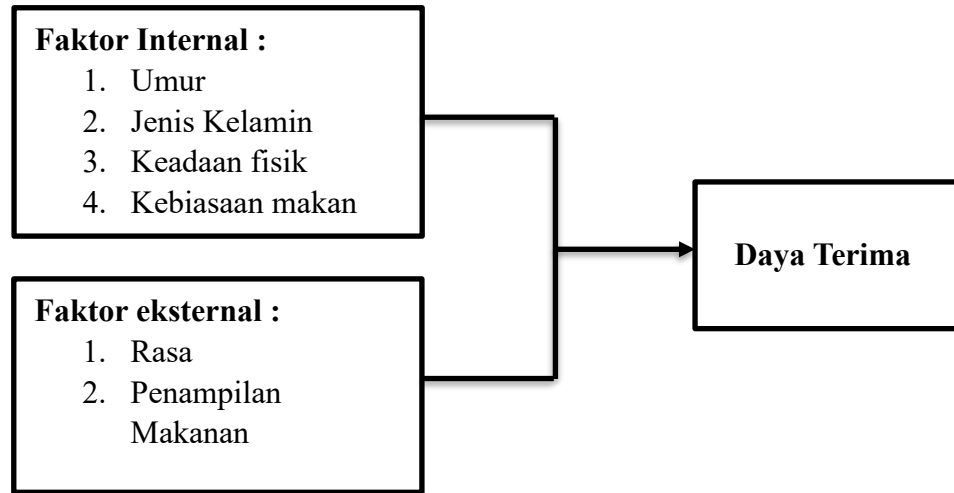 Faktor Internal :
1. Umur
2. Jenis Kelamin
3. Keadaan fisik
4. Kebiasaan makan
Faktor eksternal :
1. Rasa
2. Penampilan
Makanan
Daya Terima